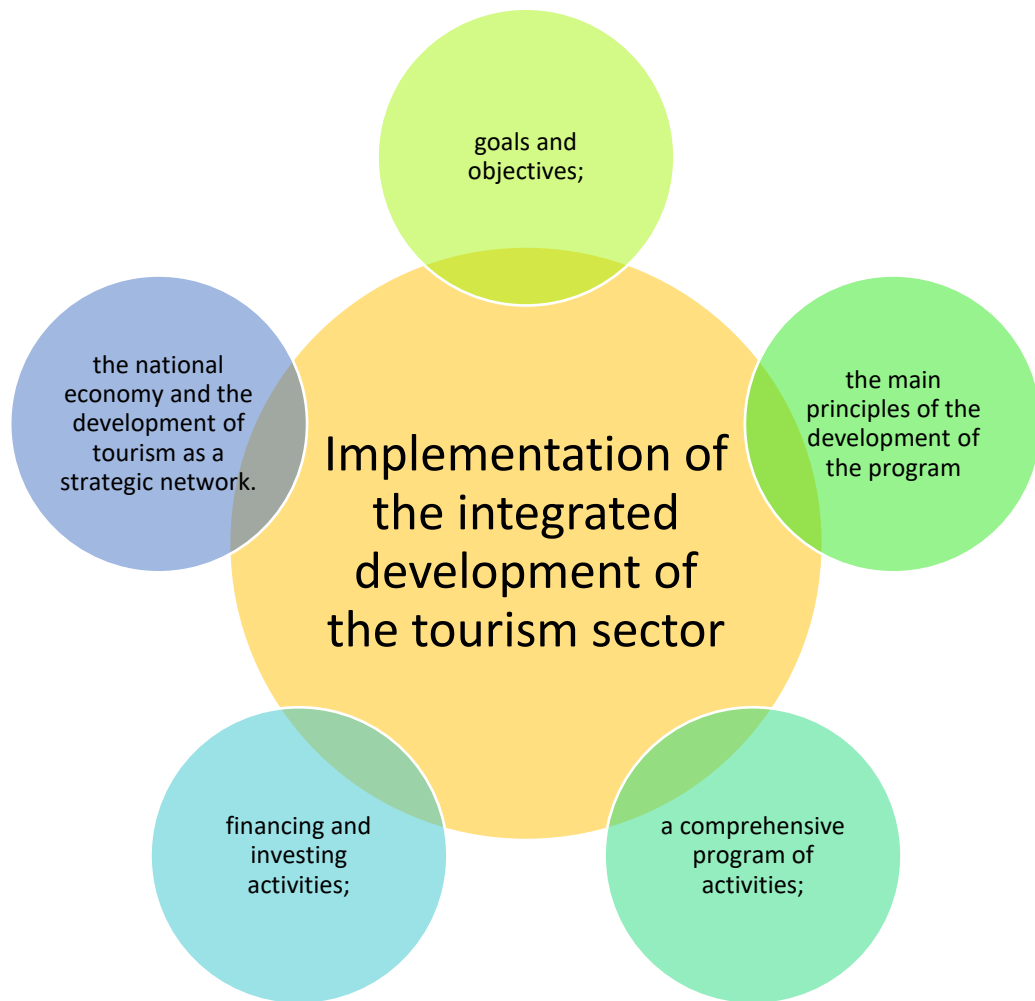 goals and
objectives;
the main
principles of the
development of
the program
a comprehensive
program of
activities;
financing and
investing
activities;
the national
economy and the
development of
tourism as a
strategic network.
Implementation of
the integrated
development of
the tourism sector